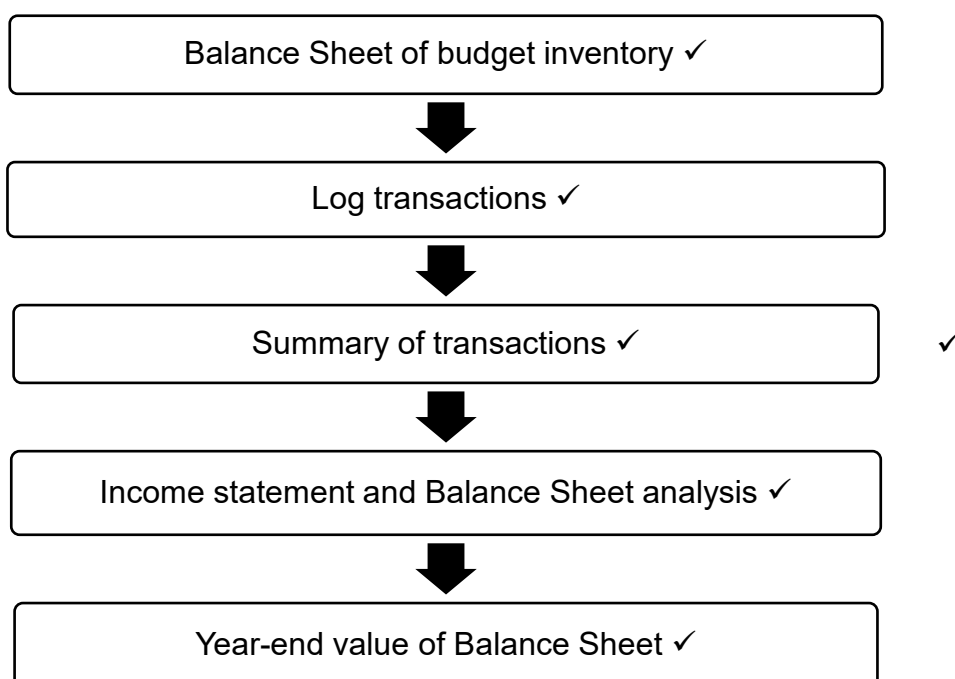 Balance Sheet of budget inventory ✓
Log transactions ✓
Summary of transactions ✓
✓
Income statement and Balance Sheet analysis ✓
Year-end value of Balance Sheet ✓